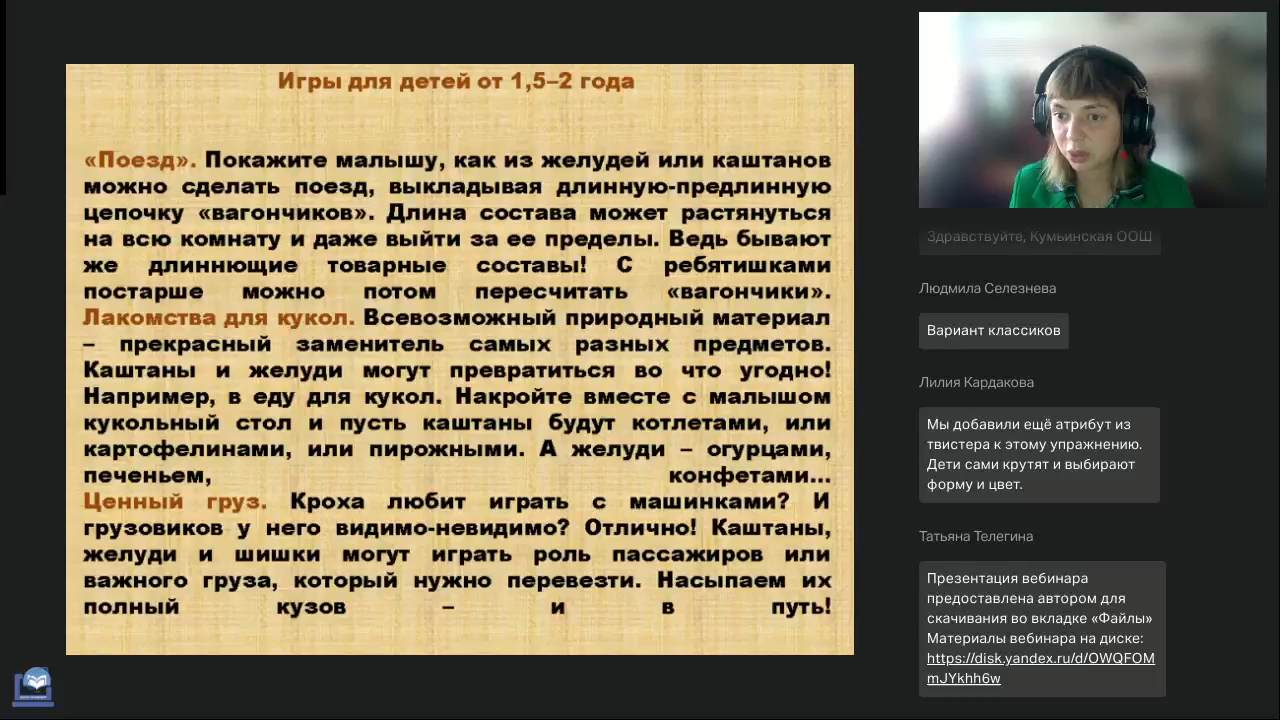 Игры для детей от 1,5–2 года
«Поезд». Покажите малышу, как из желудей или каштанов
можно сделать поезд, выкладывая длинную-предлинную
цепочку «вагончиков». Длина состава может растянуться
на всю комнату и даже выйти за ее пределы. Ведь бывают
же длиннющие товарные составы! С ребятишками
постарше можно потом пересчитать «вагончики».
Лакомства для кукол. Всевозможный природный материал
– прекрасный заменитель самых разных предметов.
Каштаны и желуди могут превратиться во что угодно!
Например, в еду для кукол. Накройте вместе с малышом
кукольный стол и пусть каштаны будут котлетами, или
картофелинами, или пирожными. А желуди – огурцами,
печеньем, конфетами...
Ценный груз. Кроха любит играть с машинками? И
грузовиков у него видимо-невидимо? Отлично! Каштаны,
желуди и шишки могут играть роль пассажиров или
важного груза, который нужно перевезти. Насыпаем их
полный кузов – и в путь!
Здравствуйте, Кумьинская ООШ
Людмила Селезнева
Вариант классиков
Лилия Кардакова
Мы добавили ещё атрибут из
твистера к этому упражнению.
Дети сами крутят и выбирают
форму и цвет.
Татьяна Телегина
Презентация вебинара
предоставлена автором для
скачивания во вкладке «Файлы»
Материалы вебинара на диске:
https://disk.yandex.ru/d/OWQFOM
mJYkhh6w